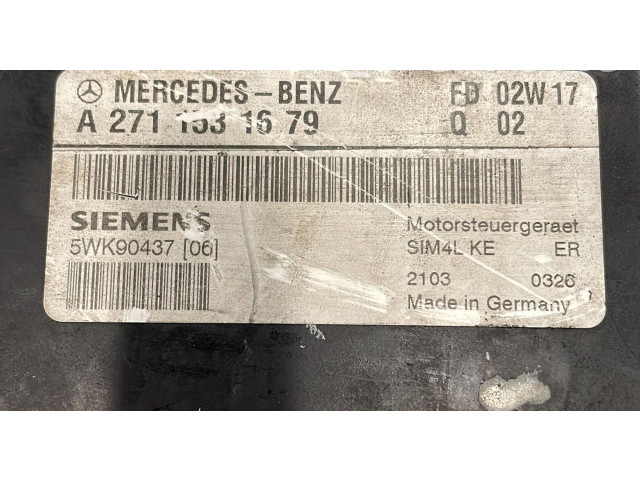 MERCEDES-BENZ FD 02W17
A 271 153 16 79 Q 02
SIEMENS Motorsteuergeraet
5WK90437 [06] SIM4L KE ER
2103 0326
Made in Germany